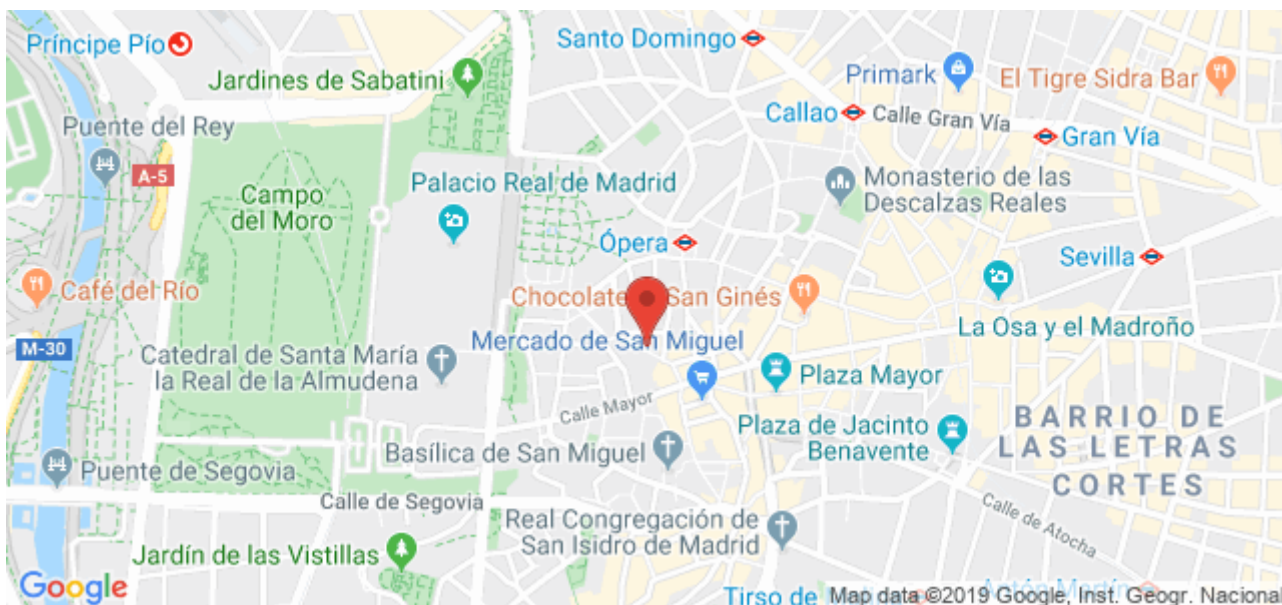 Príncipe Pío
Santo Domingo
Jardines de Sabatini
Primark
El Tigre Sidra Bar
Callao
Calle Gran Vía
Puente del Rey
Gran Vía
A-5
Palacio Real de Madrid
Monasterio de las
Descalzas Reales
Campo
del Moro
Ópera
Sevilla
Café del Río
San Ginés
La Osa y el Madroño
M-30
Mercado de San Miguel
Catedral de Santa María
la Real de la Almudena
Plaza Mayor
Calle Mayor
Plaza de Jacinto
Benavente
BARRIO DE
LAS LETRAS
CORTES
Basílica de San Miguel
Puente de Segovia
Calle de Segovia
Real Congregación de
San Isidro de Madrid
Calle de Atocha
Jardín de las Vistillas
Google
Tirso de
Map data ©2019 Google, Inst. Geogr. Naciona